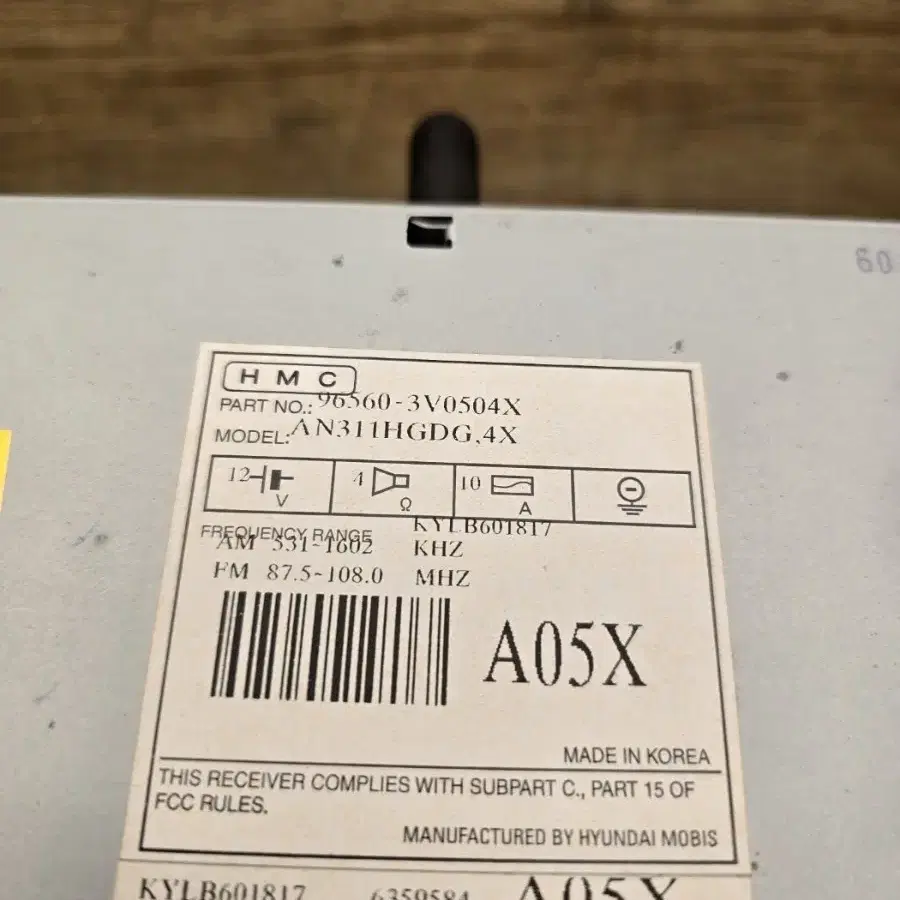 60
HMC
PART NO.: 96560-3V0504X
MODEL: AN311HGDG,4X
12 V 4 Ω 10 A
FREQUENCY RANGE KYLB601817
AM 531~1602 KHZ
FM 87.5~108.0 MHZ
A05X
MADE IN KOREA
THIS RECEIVER COMPLIES WITH SUBPART C., PART 15 OF
FCC RULES.
MANUFACTURED BY HYUNDAI MOBIS
KYLB601817 6359584 A05X